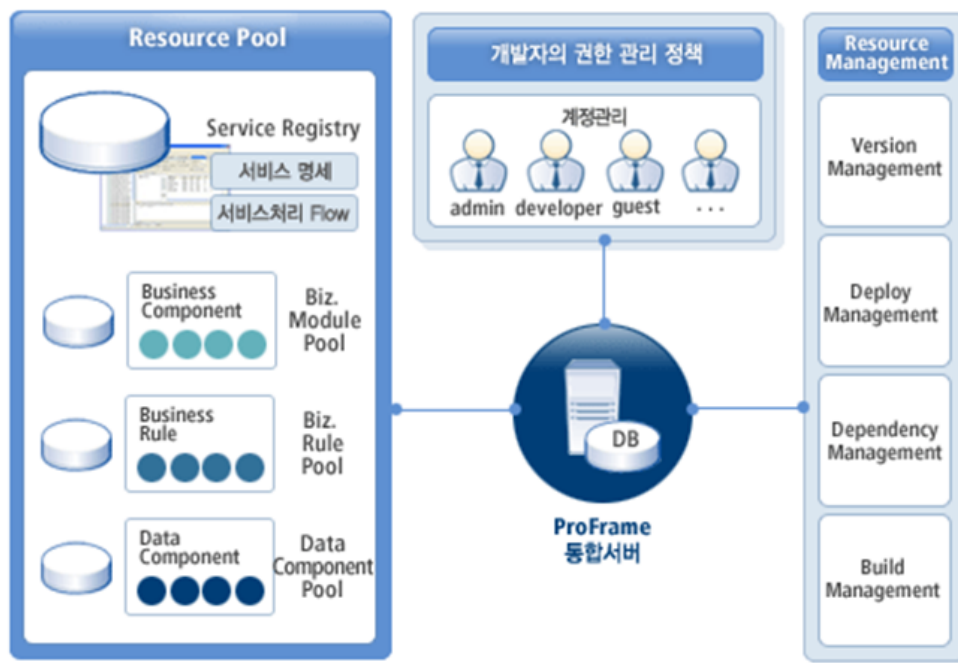 Resource Pool
Service Registry
서비스 명세
서비스처리 Flow
Business
Component
Biz.
Module
Pool
Business
Rule
Biz.
Rule
Pool
Data
Component
Data
Component
Pool
개발자의 권한 관리 정책
계정관리
admin developer guest ...
DB
ProFrame
통합서버
Resource
Management
Version
Management
Deploy
Management
Dependency
Management
Build
Management